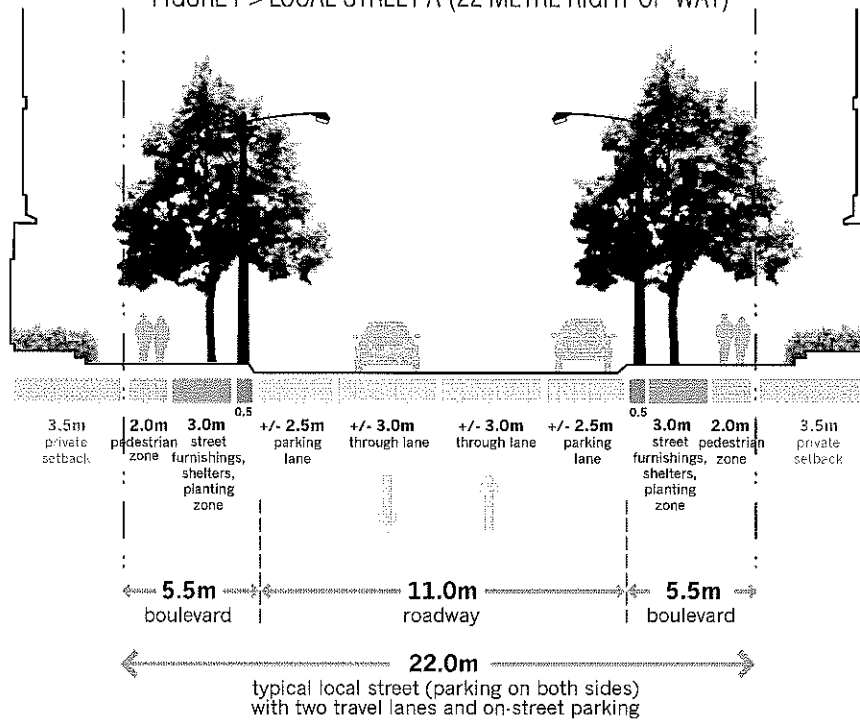 FIGURE 1 > LOCAL STREET A (22 METRE RIGHT OF WAY)
0.5
0.5
3.5m
private
setback
2.0m
pedestrian
zone
3.0m
street
furnishings,
shelters,
planting
zone
+/- 2.5m
parking
lane
+/- 3.0m
through lane
+/- 3.0m
through lane
+/- 2.5m
parking
lane
3.0m
street
furnishings,
shelters,
planting
zone
2.0m
pedestrian
zone
3.5m
private
setback
5.5m
boulevard
11.0m
roadway
5.5m
boulevard
22.0m
typical local street (parking on both sides)
with two travel lanes and on-street parking